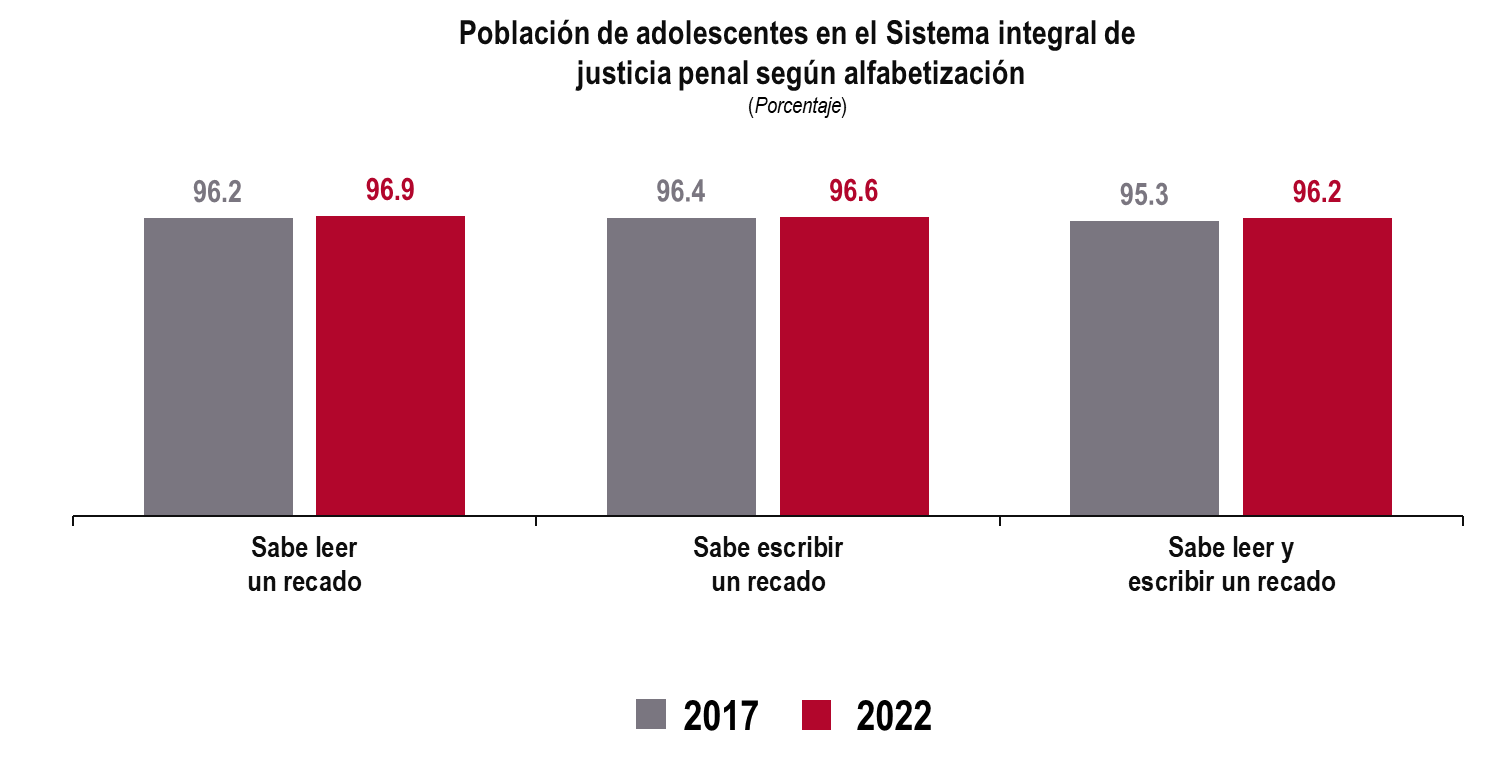 Población de adolescentes en el Sistema integral de
justicia penal según alfabetización
(Porcentaje)
96.2
96.9
96.4
96.6
95.3
96.2
Sabe leer
un recado
Sabe escribir
un recado
Sabe leer y
escribir un recado
2017
2022